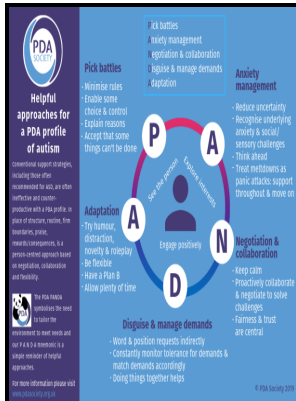 PDA
SOCIETY
Helpful
approaches for
a PDA profile
of autism
Conventional support strategies,
including those often
recommended for ASD, are often
ineffective and counter-
productive with a PDA profile. In
place of structure, routine, firm
boundaries, praise,
rewards/consequences, is a
person-centred approach based
on negotiation, collaboration
and flexibility.
The PDA PANDA
symbolises the need
to tailor the
environment to meet needs and
our P A N D A mnemonic is a
simple reminder of helpful
approaches.
For more information please visit
www.pdasociety.org.uk
Pick battles
Anxiety management
Negotiation & collaboration
Disguise & manage demands
Adaptation
Pick battles
- Minimise rules
- Enable some
choice & control
- Explain reasons
- Accept that some
things can't be done
Anxiety
management
- Reduce uncertainty
- Recognise underlying
anxiety & social/
sensory challenges
- Think ahead
- Treat meltdowns as
panic attacks: support
throughout & move on
P
A
N
D
A
See the person
Explore interests
Engage positively
Adaptation
- Try humour,
distraction,
novelty & roleplay
- Be flexible
- Have a Plan B
- Allow plenty of time
Negotiation &
collaboration
- Keep calm
- Proactively collaborate
& negotiate to solve
challenges
- Fairness & trust
are central
Disguise & manage demands
- Word & position requests indirectly
- Constantly monitor tolerance for demands &
match demands accordingly
- Doing things together helps
© PDA Society 2019